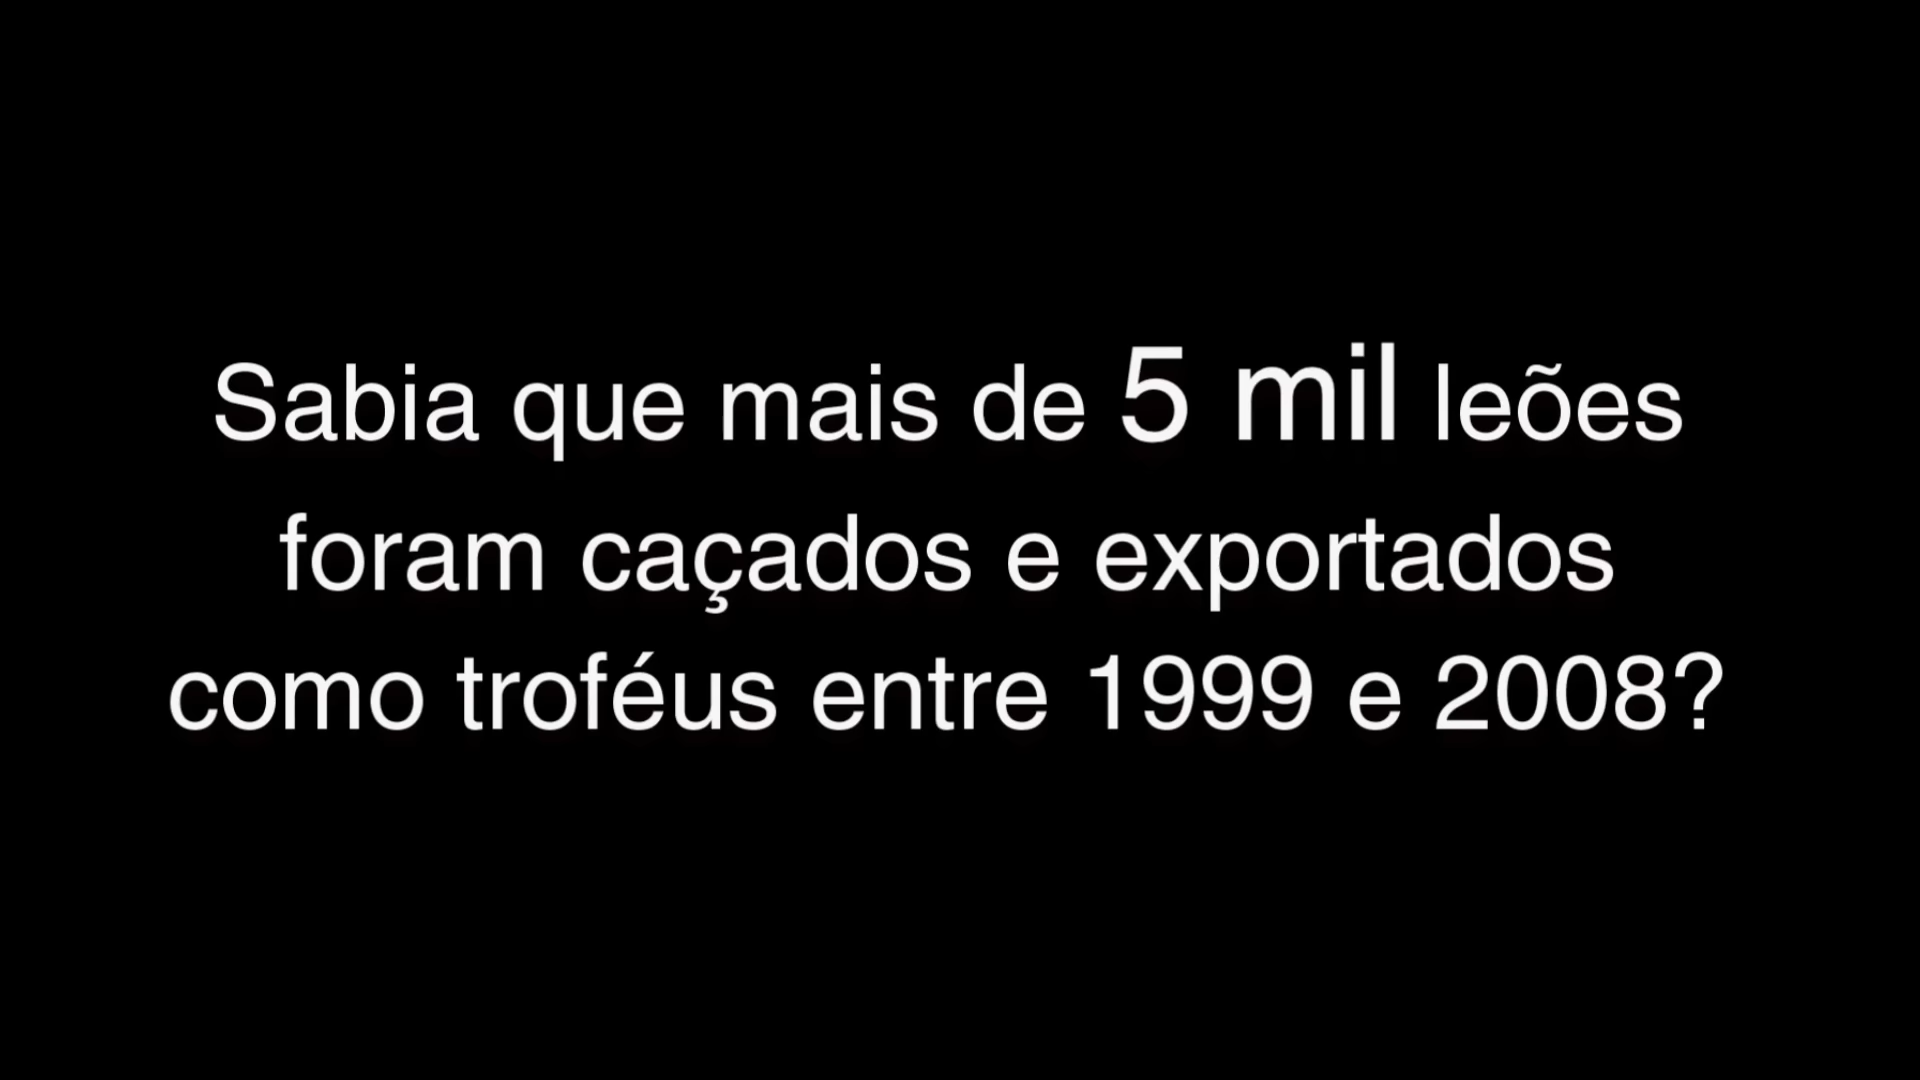 Sabia que mais de 5 mil leões
foram caçados e exportados
como troféus entre 1999 e 2008?